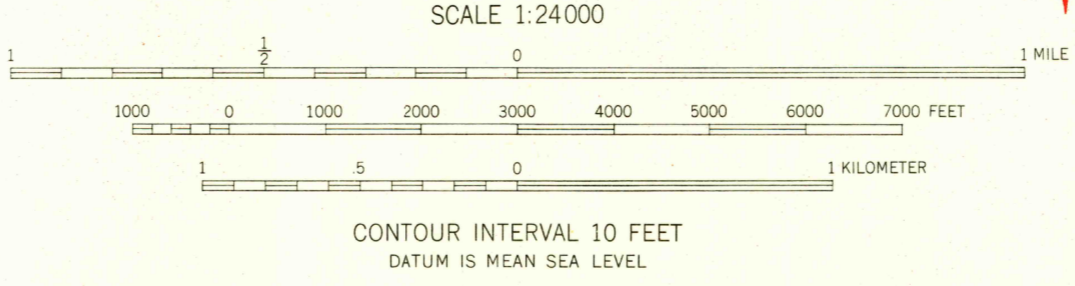 SCALE 1:24000
1 ½ 0 1 MILE
1000 0 1000 2000 3000 4000 5000 6000 7000 FEET
1 .5 0 1 KILOMETER
CONTOUR INTERVAL 10 FEET
DATUM IS MEAN SEA LEVEL